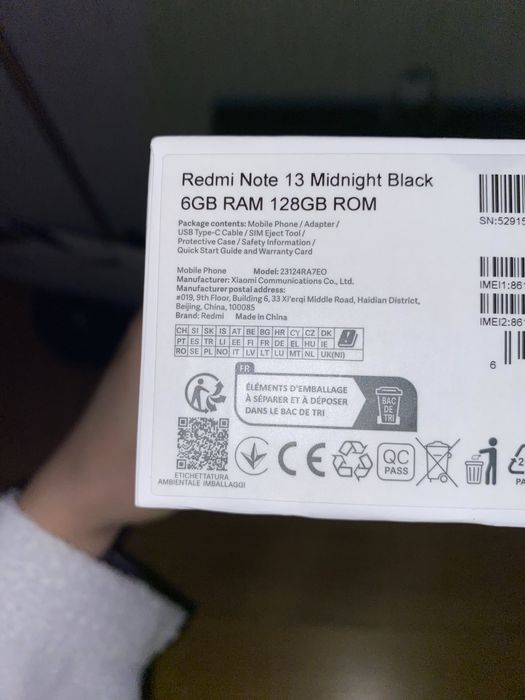 Redmi Note 13 Midnight Black
6GB RAM 128GB ROM
Package contents: Mobile Phone / Adapter /
USB Type-C Cable / SIM Eject Tool /
Protective Case / Safety Information /
Quick Start Guide and Warranty Card
Mobile Phone Model: 23124RA7EO
Manufacturer: Xiaomi Communications Co., Ltd.
Manufacturer postal address:
#019, 9th Floor, Building 6, 33 Xi'erqi Middle Road, Haidian District,
Beijing, China, 100085
Brand: Redmi Made In China
CH SI SK IS AT BE BG HR CY CZ DK
PT ES TR LI EE FI FR DE EL HU IE
RO SE PL NO IT LV LT LU MT NL UK(NI)
FR
ÉLÉMENTS D'EMBALLAGE
À SÉPARER ET À DÉPOSER
DANS LE BAC DE TRI
BAC
DE
TRI
ETICHETTATURA
AMBIENTALE IMBALLAGGI
CE
QC
PASS
SN:52915
IMEI1:861
IMEI2:861
6
2
PA